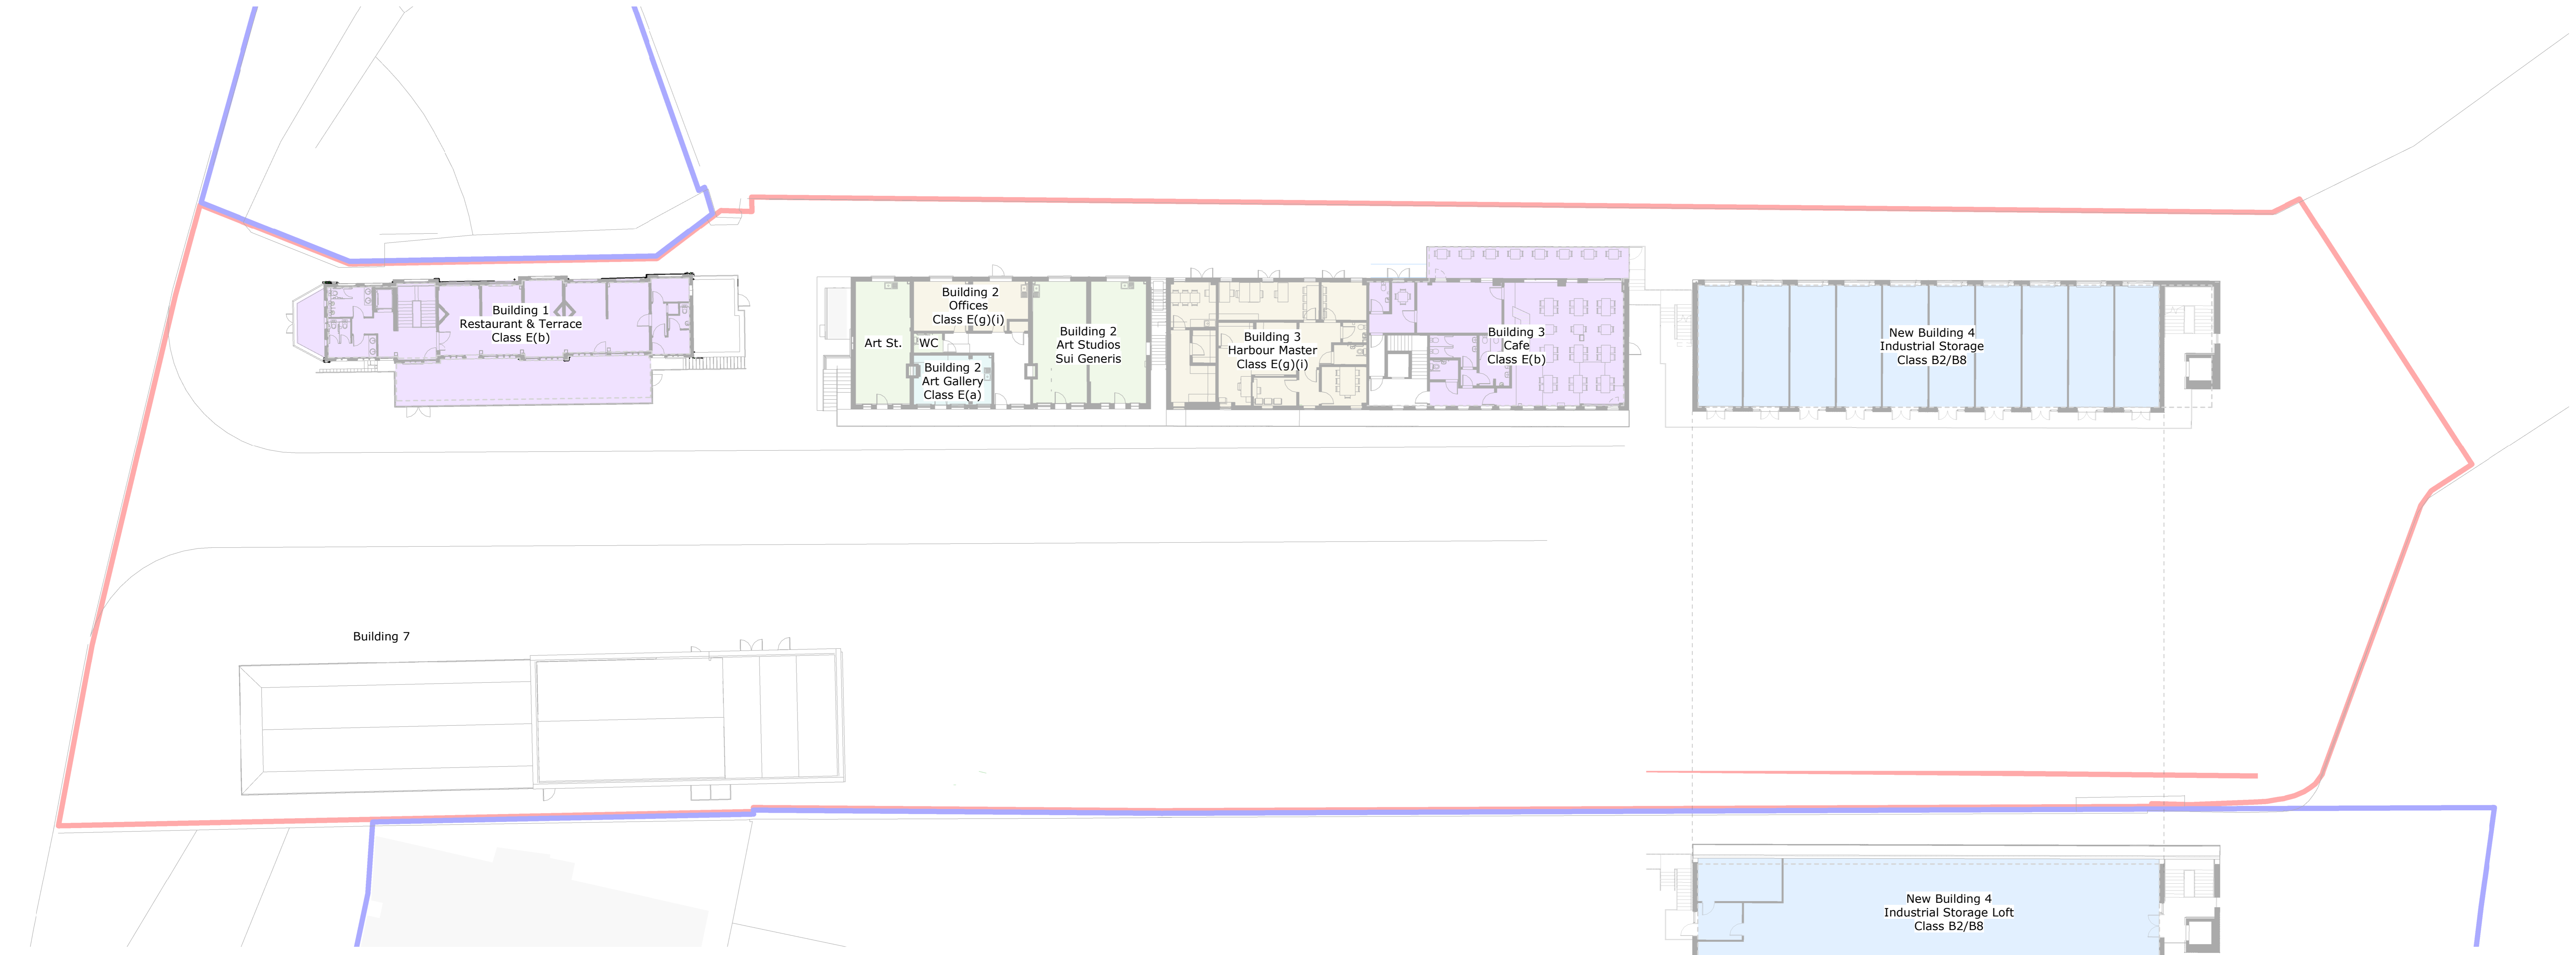 Building 1
Restaurant & Terrace
Class E(b)
Art St.
Building 2
Offices
Class E(g)(i)
WC
Building 2
Art Gallery
Class E(a)
Building 2
Art Studios
Sui Generis
Building 3
Harbour Master
Class E(g)(i)
Building 3
Cafe
Class E(b)
New Building 4
Industrial Storage
Class B2/B8
Building 7
New Building 4
Industrial Storage Loft
Class B2/B8